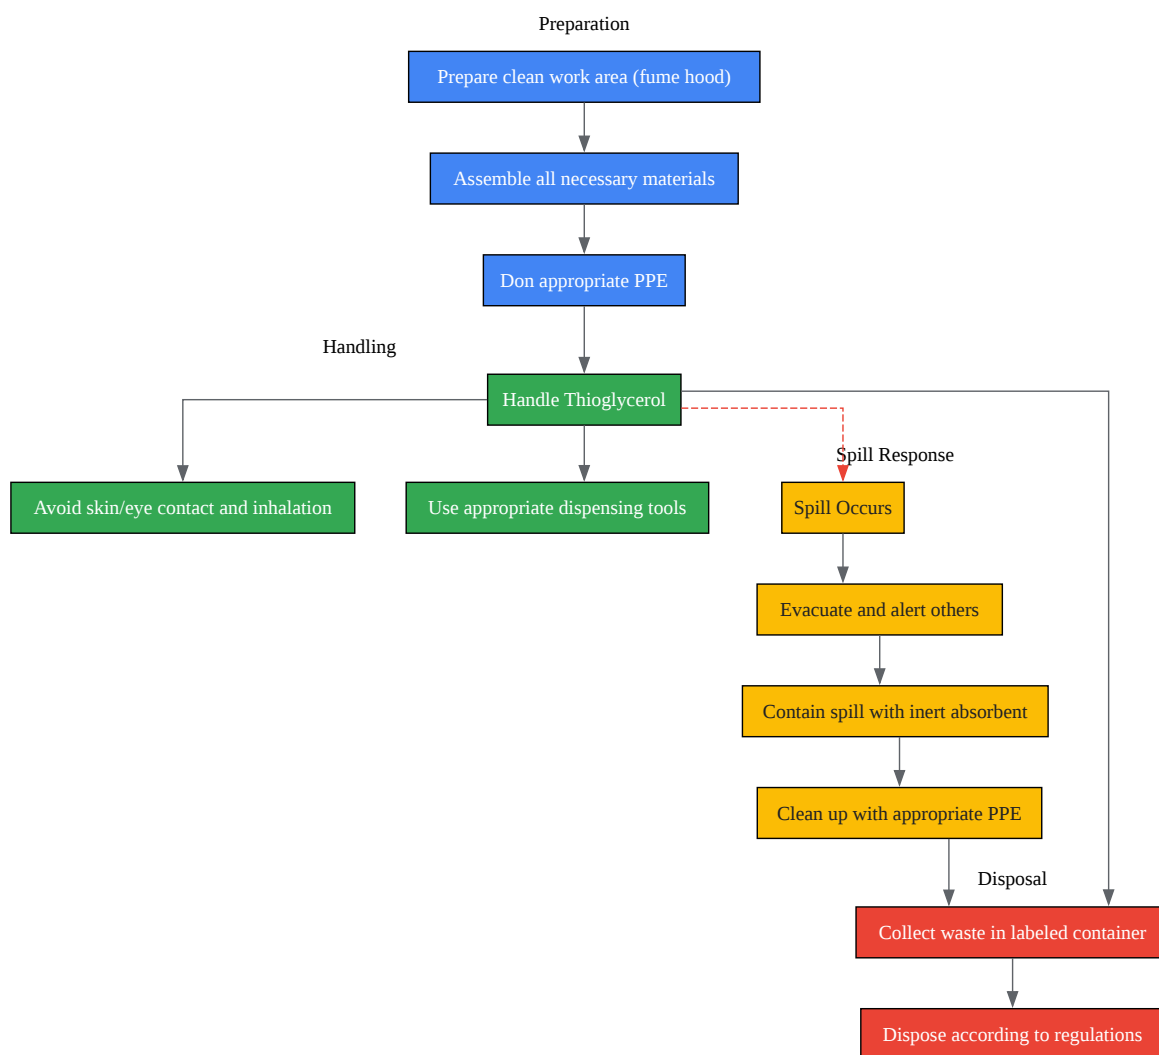 Preparation
Prepare clean work area (fume hood)
Assemble all necessary materials
Don appropriate PPE
Handling
Handle Thioglycerol
Avoid skin/eye contact and inhalation
Use appropriate dispensing tools
Spill Response
Spill Occurs
Evacuate and alert others
Contain spill with inert absorbent
Clean up with appropriate PPE
Disposal
Collect waste in labeled container
Dispose according to regulations